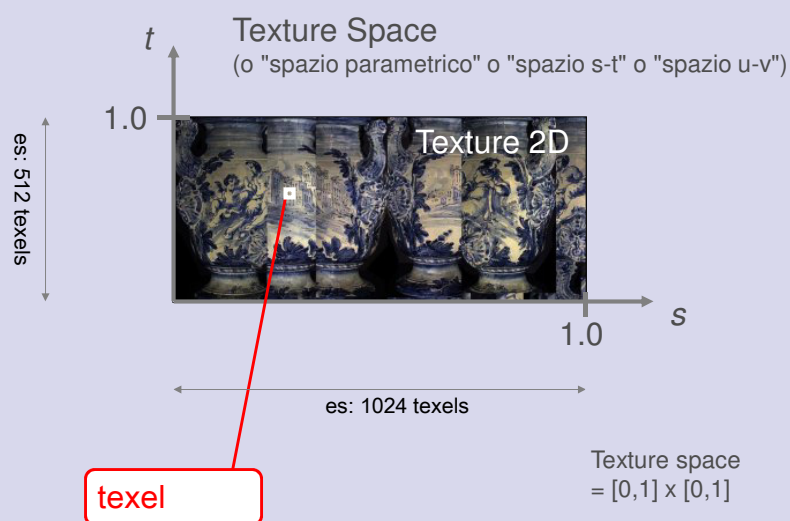 t
Texture Space
(o "spazio parametrico" o "spazio s-t" o "spazio u-v")
1.0
Texture 2D
es: 512 texels
s
1.0
es: 1024 texels
texel
Texture space
= [0,1] x [0,1]